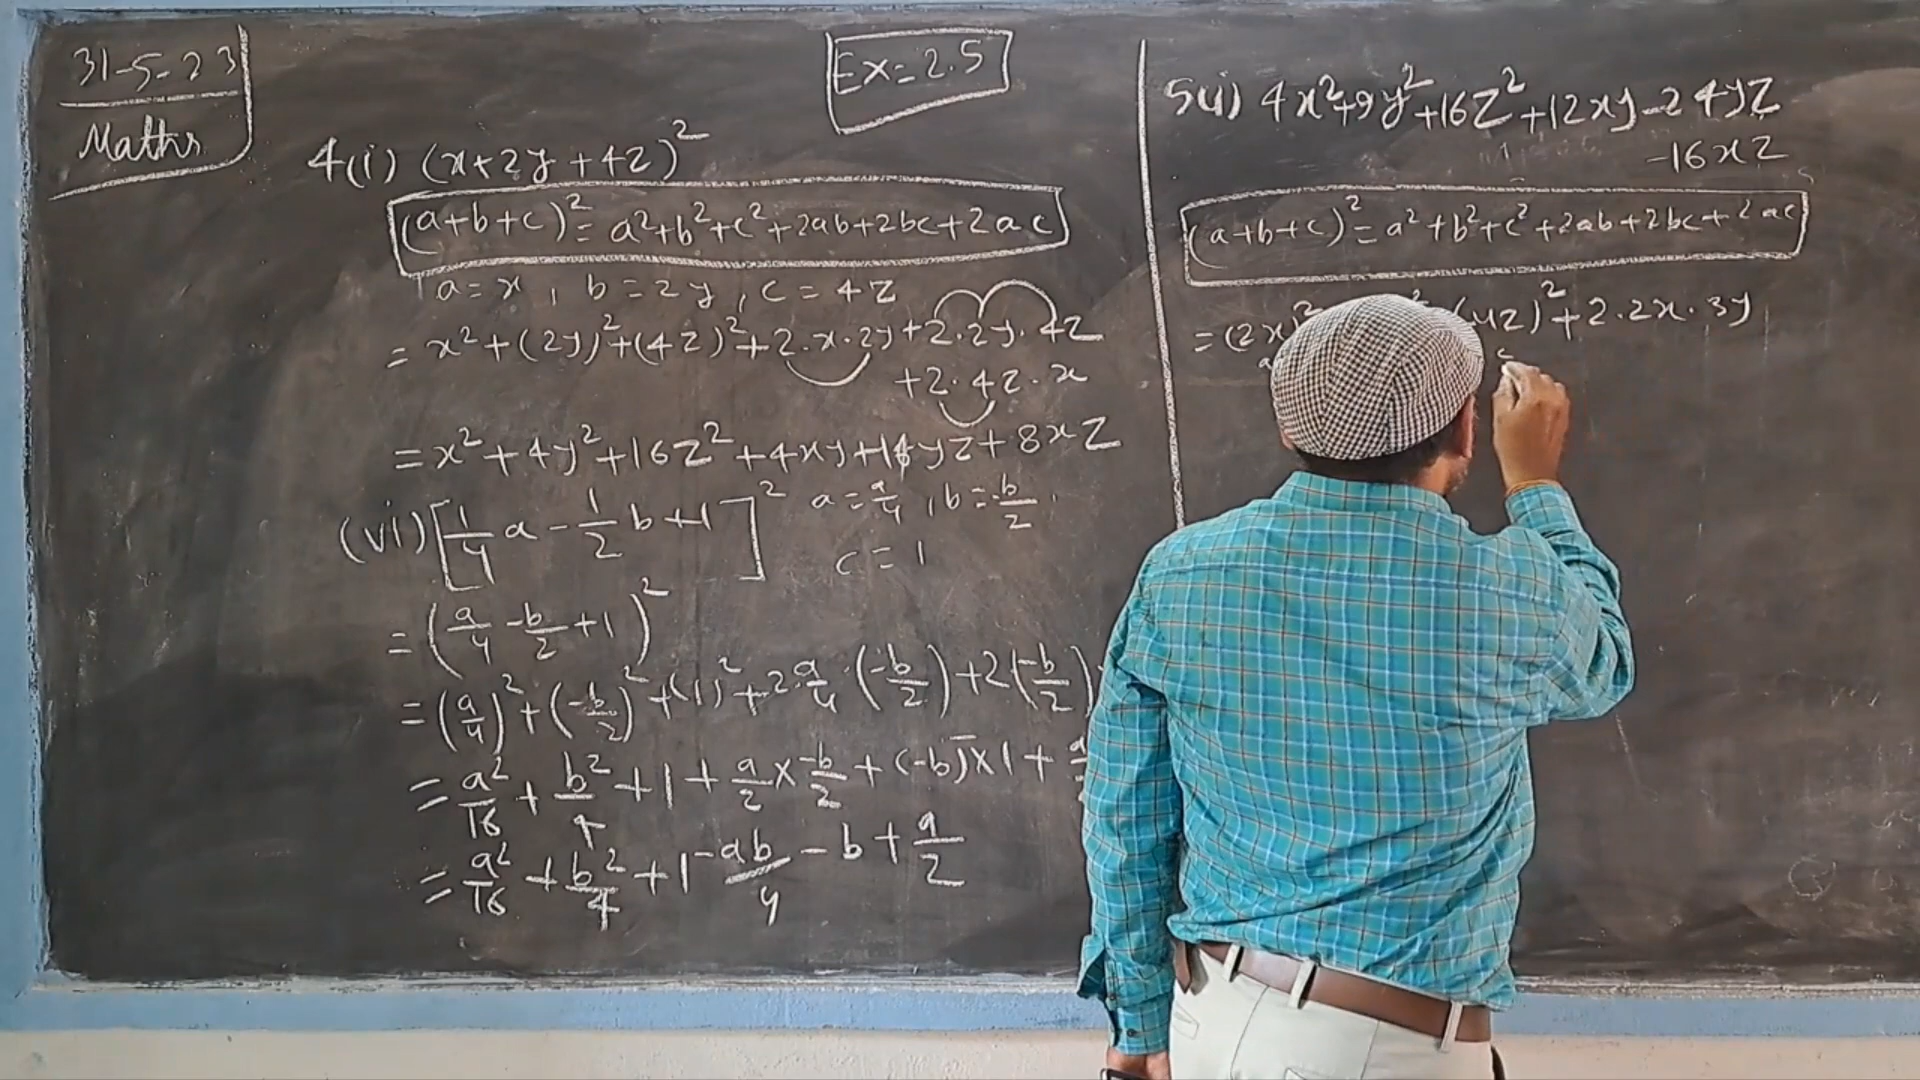 31-5-23
Maths
Ex=2.5
4(i) (x+2y+4z)²
(a+b+c)² = a²+b²+c²+2ab+2bc+2ac
a=x, b=2y, c=4z
= x²+(2y)²+(4z)²+2.x.2y+2.2y.4z
+2.4z.x
= x²+4y²+16z²+4xy+16yz+8xz
(vi) [1/4 a - 1/2 b +1]² a = a/4, b = -b/2,
c = 1
= (a/4 - b/2 + 1)²
= (a/4)² + (-b/2)² + (1)² + 2 a/4 . (-b/2) + 2(-b/2)
= a²/16 + b²/4 + 1 + a/2 × -b/2 + (-b)×1 +
= a²/16 + b²/4 + 1 - ab/4 - b + a/2
5(i) 4x²+9y²+16z²+12xy-24yz
-16xz
(a+b+c)² = a²+b²+c²+2ab+2bc+2ac
= (2x)² (4z)²+2.2x.3y
a c